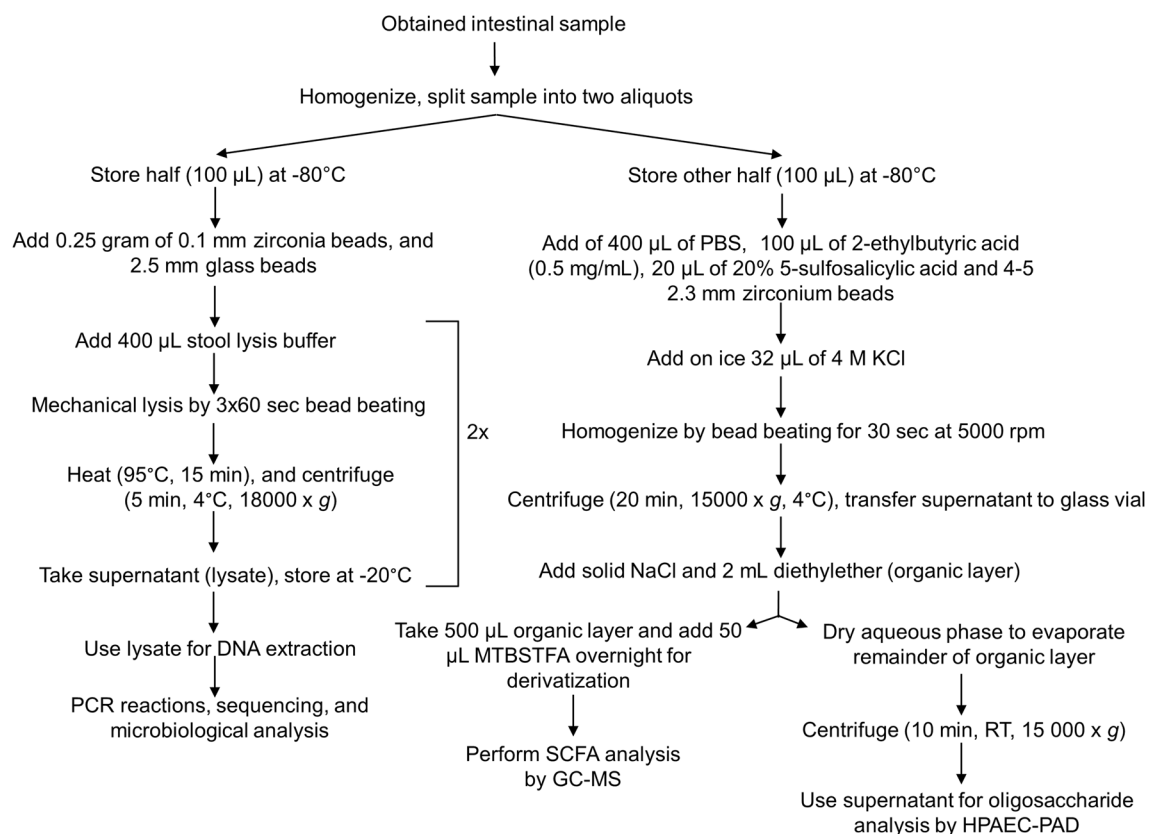 Obtained intestinal sample
Homogenize, split sample into two aliquots
Store half (100 µL) at -80°C
Add 0.25 gram of 0.1 mm zirconia beads, and
2.5 mm glass beads
Add 400 µL stool lysis buffer
Mechanical lysis by 3x60 sec bead beating
Heat (95°C, 15 min), and centrifuge
(5 min, 4°C, 18000 x g)
Take supernatant (lysate), store at -20°C
2x
Use lysate for DNA extraction
PCR reactions, sequencing, and
microbiological analysis
Store other half (100 µL) at -80°C
Add of 400 µL of PBS, 100 µL of 2-ethylbutyric acid
(0.5 mg/mL), 20 µL of 20% 5-sulfosalicylic acid and 4-5
2.3 mm zirconium beads
Add on ice 32 µL of 4 M KCl
Homogenize by bead beating for 30 sec at 5000 rpm
Centrifuge (20 min, 15000 x g, 4°C), transfer supernatant to glass vial
Add solid NaCl and 2 mL diethylether (organic layer)
Take 500 µL organic layer and add 50
µL MTBSTFA overnight for
derivatization
Perform SCFA analysis
by GC-MS
Dry aqueous phase to evaporate
remainder of organic layer
Centrifuge (10 min, RT, 15 000 x g)
Use supernatant for oligosaccharide
analysis by HPAEC-PAD